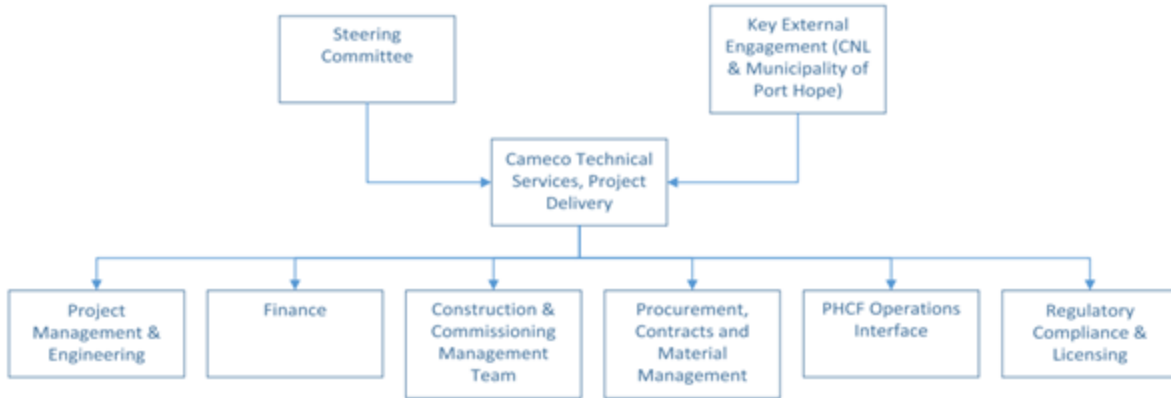 Steering
Committee
Key External
Engagement (CNL
& Municipality of
Port Hope)
Cameco Technical
Services, Project
Delivery
Project
Management &
Engineering
Finance
Construction &
Commissioning
Management
Team
Procurement,
Contracts and
Material
Management
PHCF Operations
Interface
Regulatory
Compliance &
Licensing